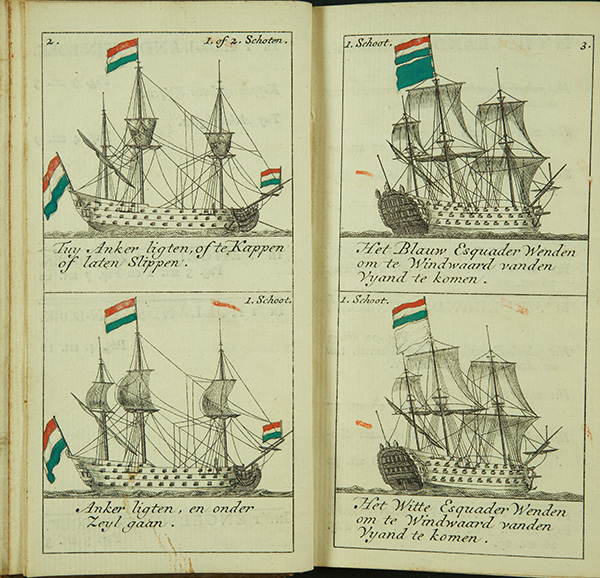 2. 1. of 2. Schoten.
Tuy Anker ligten, of te Kappen
of laten Slippen.
1. Schoot.
Anker ligten, en onder
Zeyl gaan.
1. Schoot. 3.
Het Blauw Esquader Wenden
om te Windwaard vanden
Vyand te komen.
1. Schoot.
Het Witte Esquader Wenden
om te Windwaard vanden
Vyand te komen.